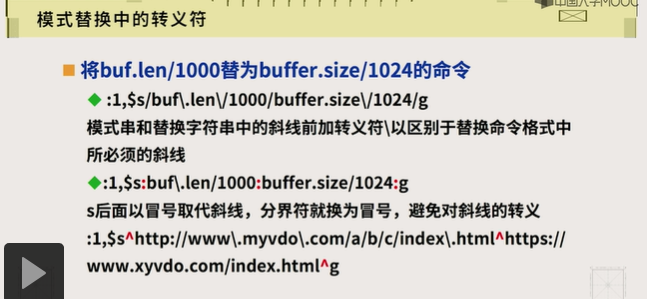 中国大学MOOC
模式替换中的转义符
将buf.len/1000替为buffer.size/1024的命令
:1,$s/buf\.len\/1000/buffer.size\/1024/g
模式串和替换字符串中的斜线前加转义符\以区别于替换命令格式中
所必须的斜线
:1,$s:buf\.len/1000:buffer.size/1024:g
s后面以冒号取代斜线，分界符就换为冒号，避免对斜线的转义
:1,$s^http://www\.myvdo\.com/a/b/c/index\.html^https://
www.xyvdo.com/index.html^g